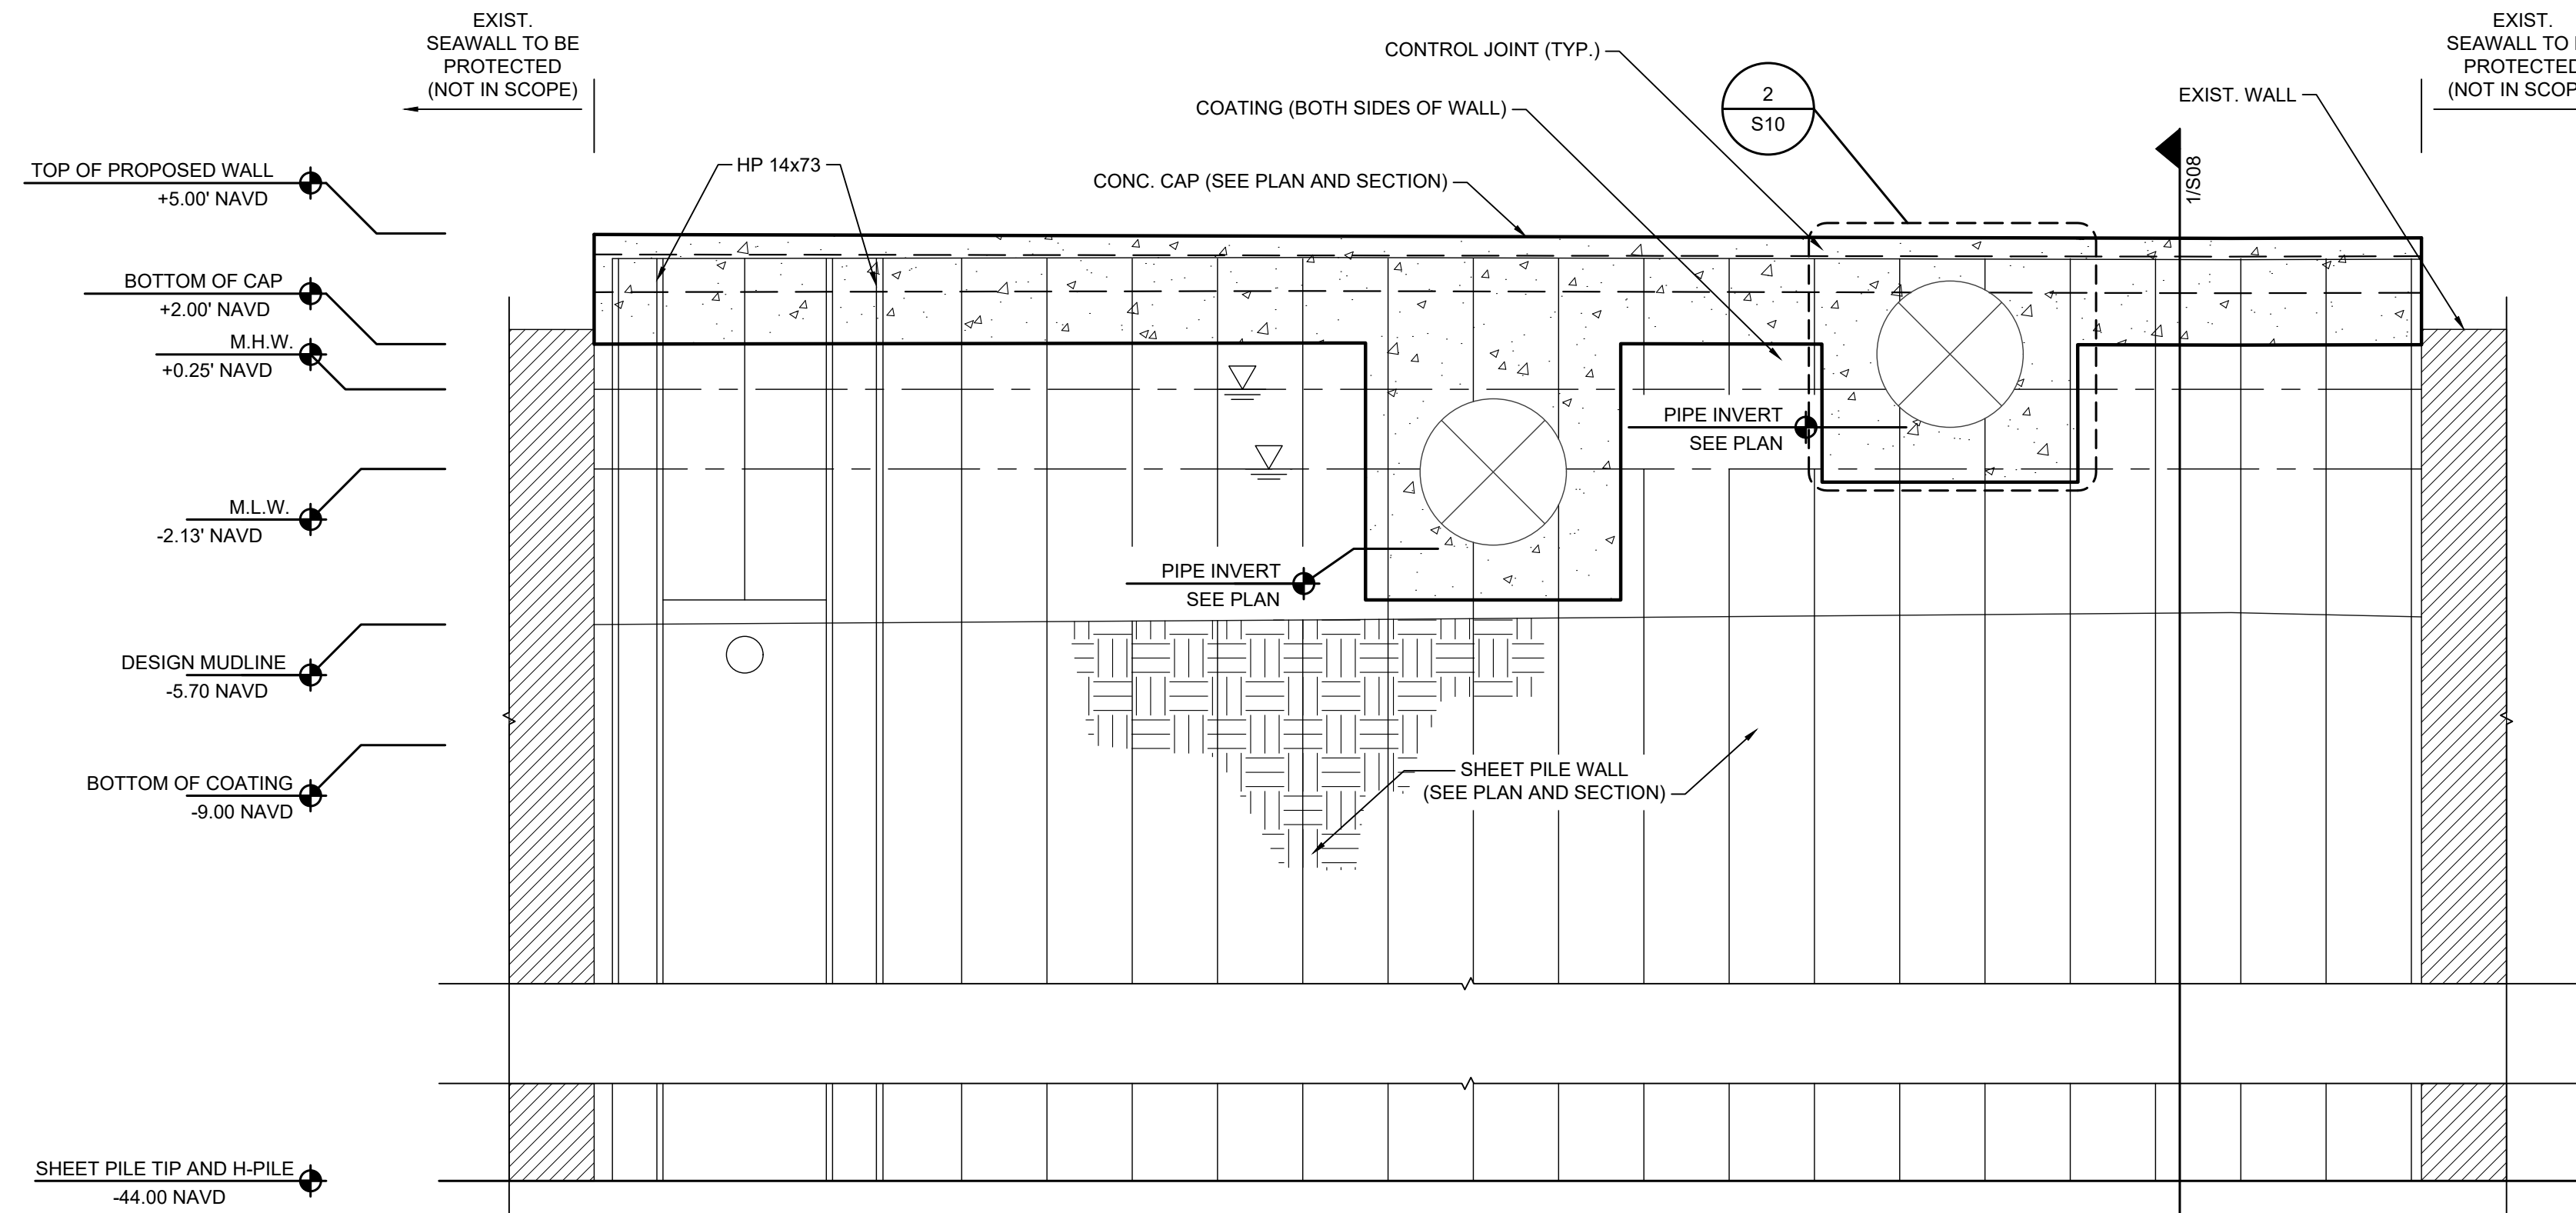 EXIST.
SEAWALL TO BE
PROTECTED
(NOT IN SCOPE)
CONTROL JOINT (TYP.)
COATING (BOTH SIDES OF WALL)
CONC. CAP (SEE PLAN AND SECTION)
2
S10
EXIST. WALL
EXIST.
SEAWALL TO
PROTECTED
(NOT IN SCOP
1/S08
HP 14x73
TOP OF PROPOSED WALL
+5.00' NAVD
BOTTOM OF CAP
+2.00' NAVD
M.H.W.
+0.25' NAVD
M.L.W.
-2.13' NAVD
DESIGN MUDLINE
-5.70 NAVD
BOTTOM OF COATING
-9.00 NAVD
SHEET PILE TIP AND H-PILE
-44.00 NAVD
PIPE INVERT
SEE PLAN
PIPE INVERT
SEE PLAN
SHEET PILE WALL
(SEE PLAN AND SECTION)